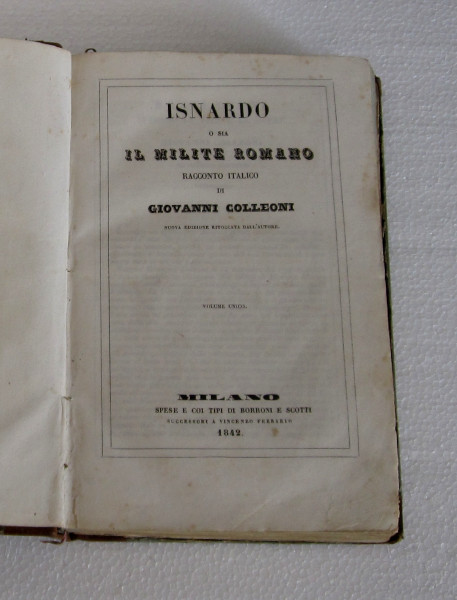 ISNARDO
O SIA
IL MILITE ROMANO
RACCONTO ITALICO
DI
GIOVANNI COLLEONI
NUOVA EDIZIONE RIFOGGIATA DALL'AUTORE.
VOLUME UNICO.
MILANO
SPESE E COI TIPI DI BORRONI E SCOTTI
SUCCESSORI A VINCENZO FERRARIO
1842.